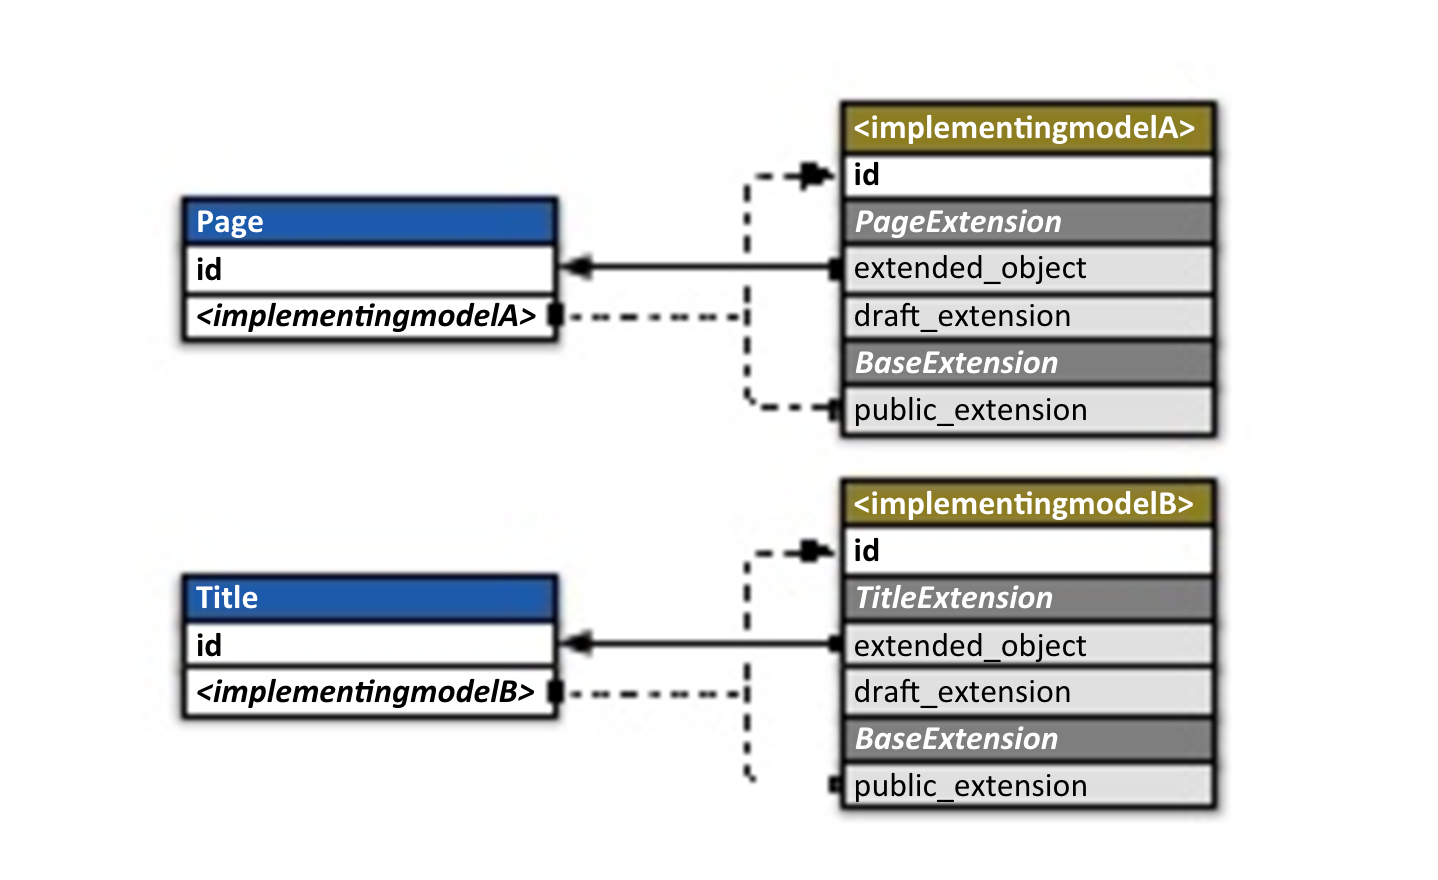 Page
id
<implementingmodelA>
<implementingmodelA>
id
PageExtension
extended_object
draft_extension
BaseExtension
public_extension
Title
id
<implementingmodelB>
<implementingmodelB>
id
TitleExtension
extended_object
draft_extension
BaseExtension
public_extension